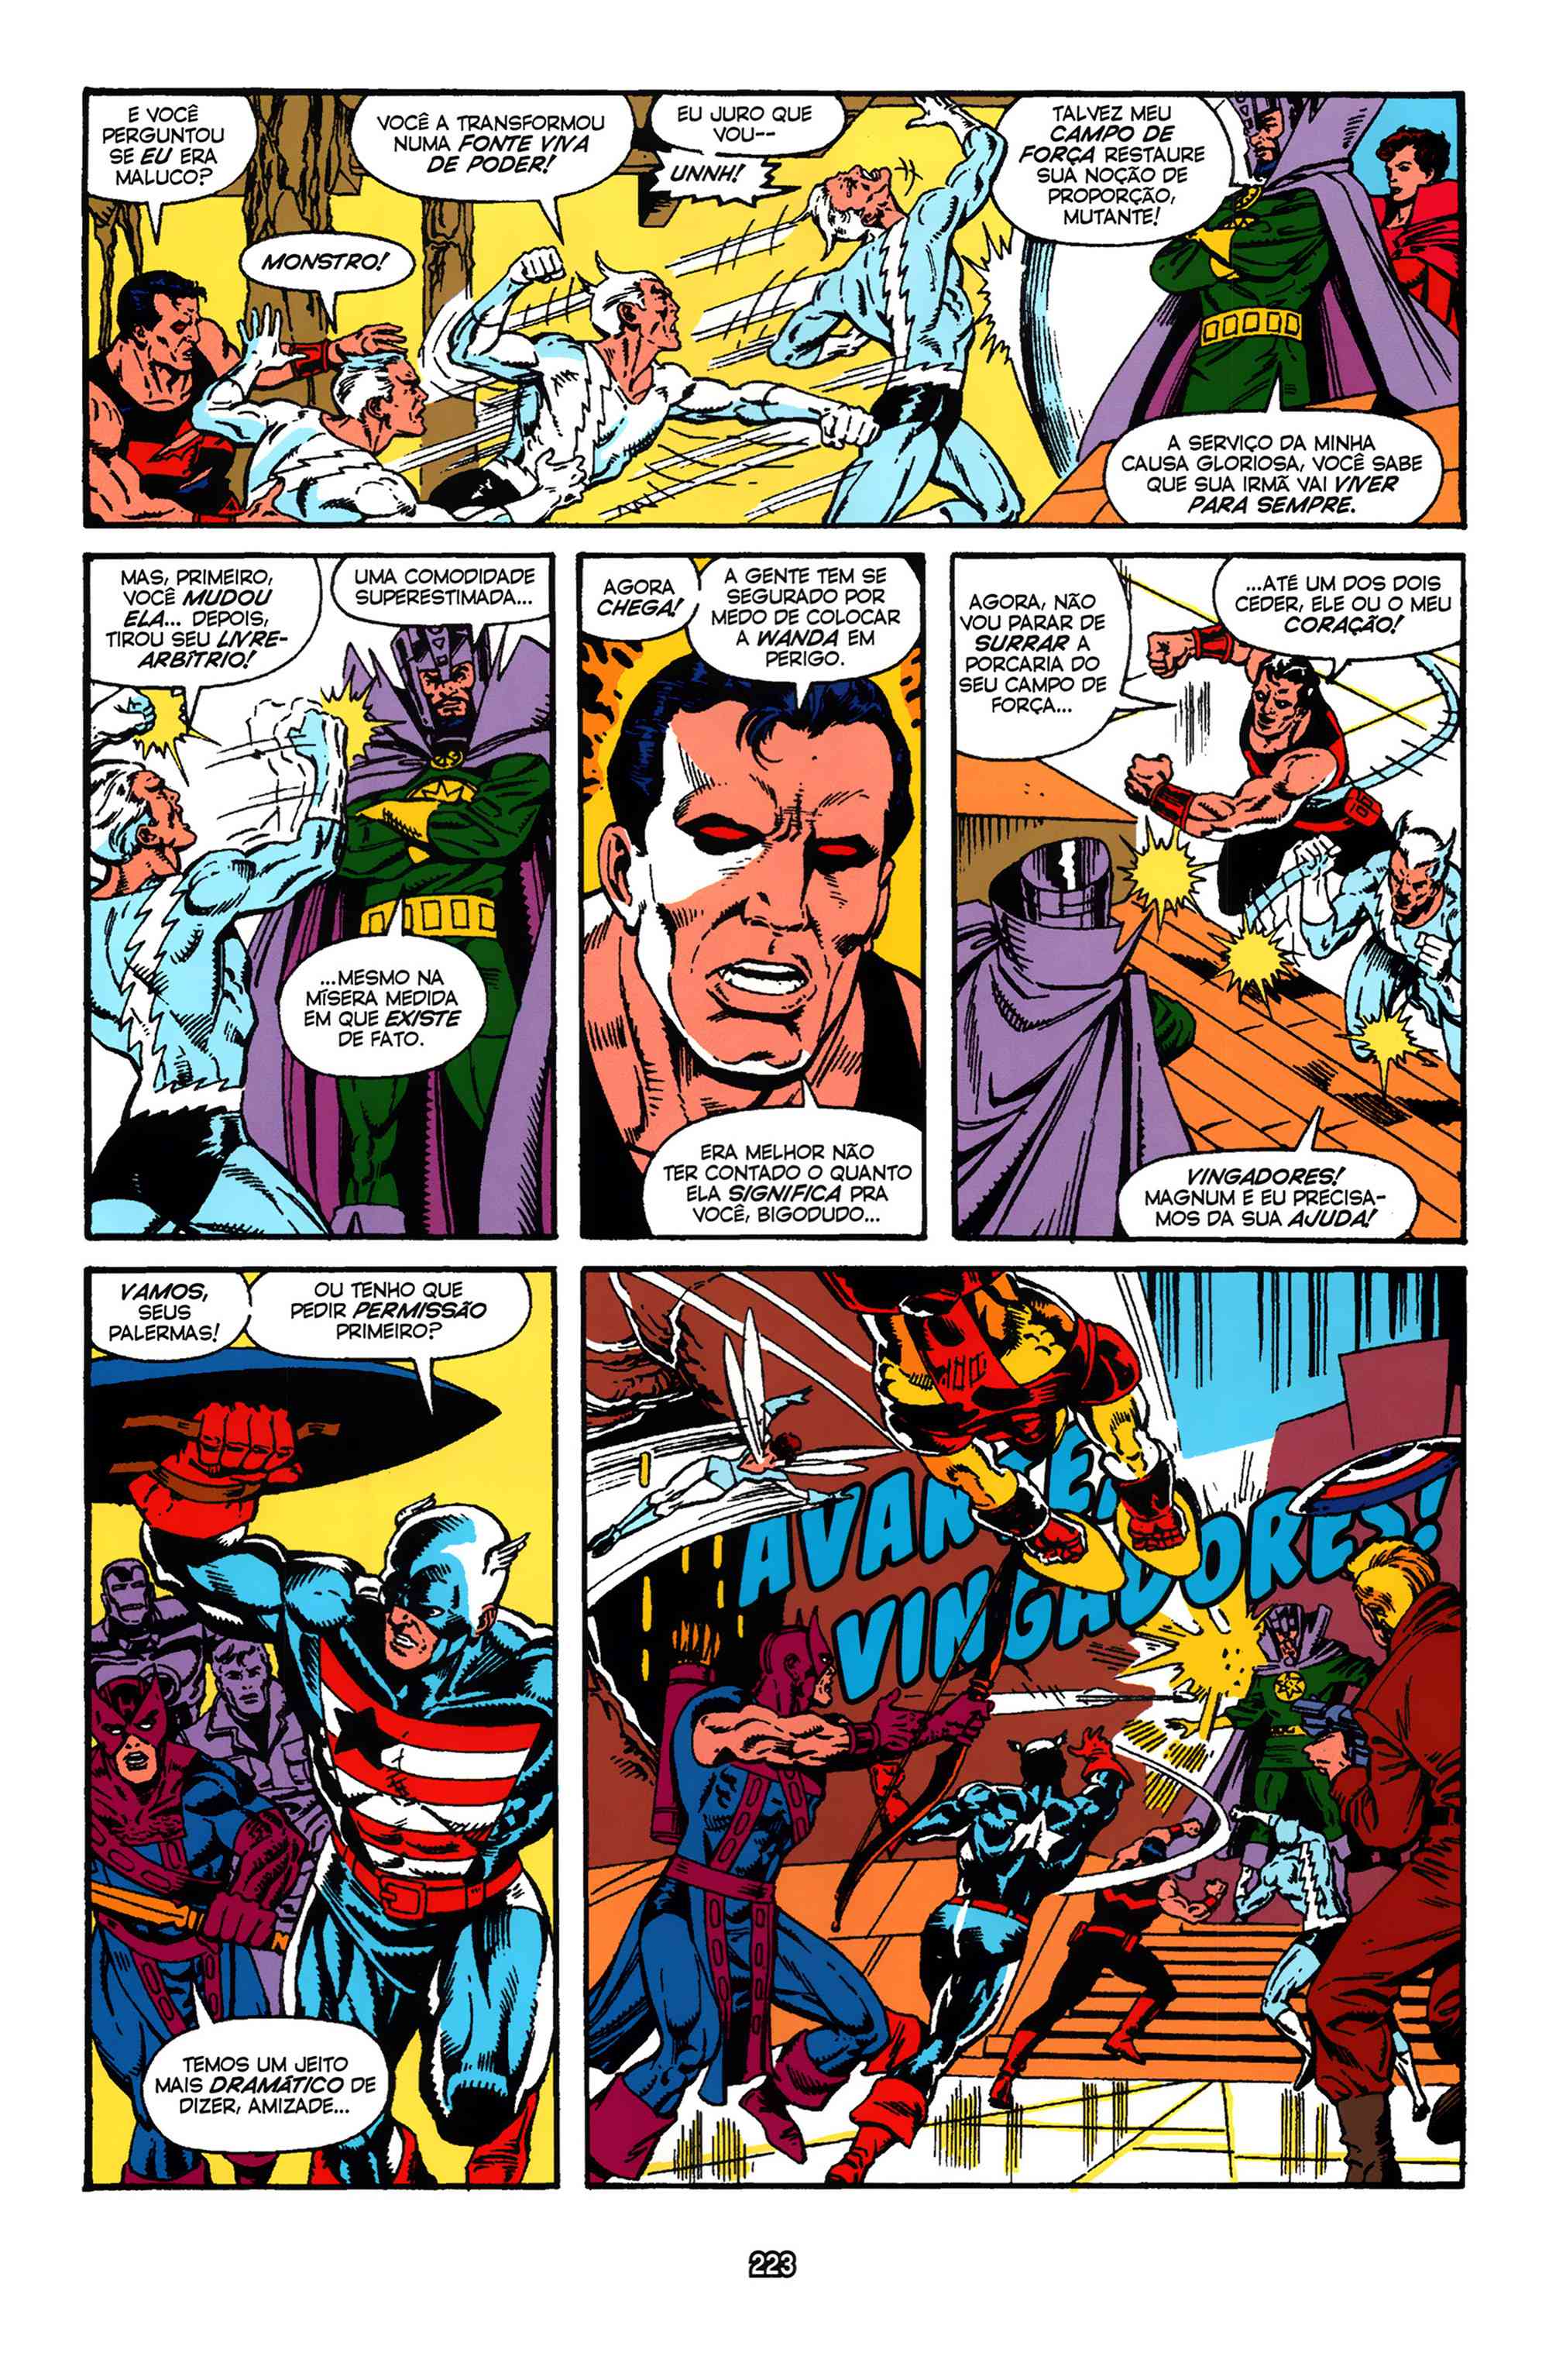 E VOCÊ
PERGUNTOU
SE EU ERA
MALUCO?
MONSTRO!
VOCÊ A TRANSFORMOU
NUMA FONTE VIVA
DE PODER!
EU JURO QUE
VOU--
UNNH!
TALVEZ MEU
CAMPO DE
FORÇA RESTAURE
SUA NOÇÃO DE
PROPORÇÃO,
MUTANTE!
A SERVIÇO DA MINHA
CAUSA GLORIOSA, VOCÊ SABE
QUE SUA IRMÃ VAI VIVER
PARA SEMPRE.
MAS, PRIMEIRO,
VOCÊ MUDOU
ELA... DEPOIS,
TIROU SEU LIVRE-
ARBÍTRIO!
UMA COMODIDADE
SUPERESTIMADA...
...MESMO NA
MÍSERA MEDIDA
EM QUE EXISTE
DE FATO.
AGORA
CHEGA!
A GENTE TEM SE
SEGURADO POR
MEDO DE COLOCAR
A WANDA EM
PERIGO.
ERA MELHOR NÃO
TER CONTADO O QUANTO
ELA SIGNIFICA PRA
VOCÊ, BIGODUDO...
AGORA, NÃO
VOU PARAR DE
SURRAR A
PORCARIA DO
SEU CAMPO DE
FORÇA...
...ATÉ UM DOS DOIS
CEDER, ELE OU O MEU
CORAÇÃO!
VINGADORES!
MAGNUM E EU PRECISA-
MOS DA SUA AJUDA!
VAMOS,
SEUS
PALERMAS!
OU TENHO QUE
PEDIR PERMISSÃO
PRIMEIRO?
TEMOS UM JEITO
MAIS DRAMÁTICO DE
DIZER, AMIZADE...
VINGADORES!
223